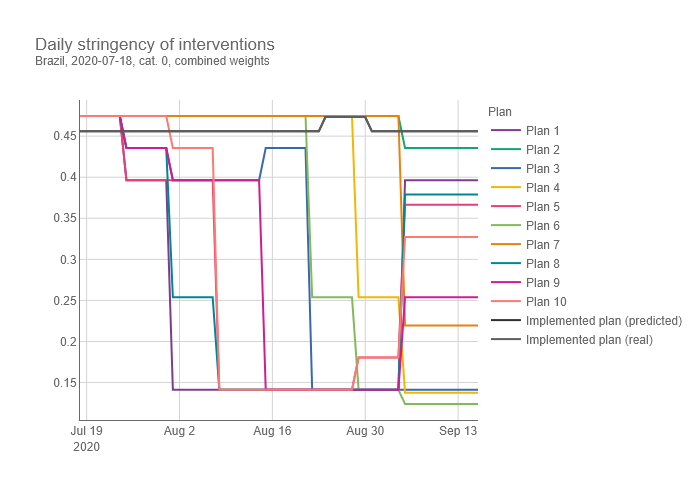 Daily stringency of interventions
Brazil, 2020-07-18, cat. 0, combined weights
Plan
Plan 1
Plan 2
Plan 3
Plan 4
Plan 5
Plan 6
Plan 7
Plan 8
Plan 9
Plan 10
Implemented plan (predicted)
Implemented plan (real)
0.45
0.4
0.35
0.3
0.25
0.2
0.15
Jul 19
2020
Aug 2
Aug 16
Aug 30
Sep 13